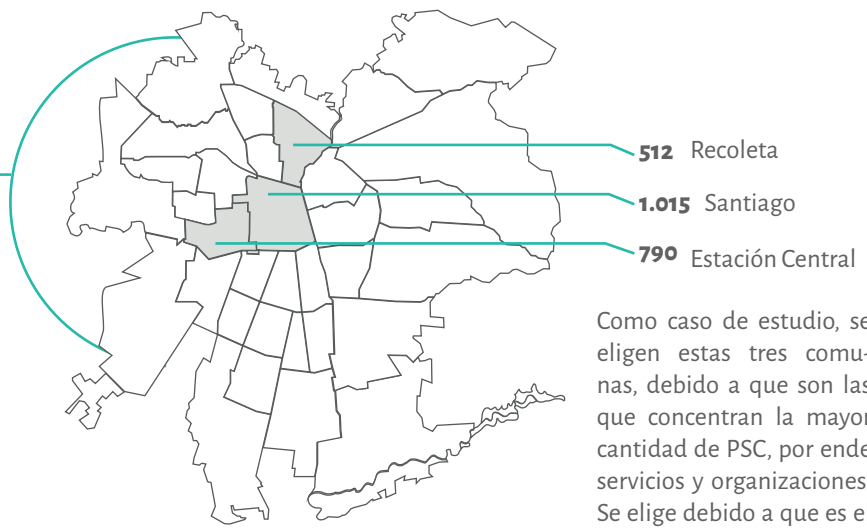 512 Recoleta
1.015 Santiago
790 Estación Central
Como caso de estudio, se
eligen estas tres comu-
nas, debido a que son las
que concentran la mayor
cantidad de PSC, por ende
servicios y organizaciones
Se elige debido a que es e